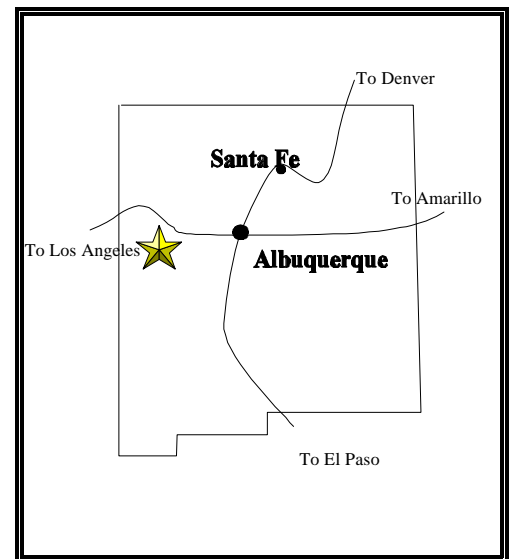 To Denver
Santa Fe
To Amarillo
To Los Angeles
Albuquerque
To El Paso